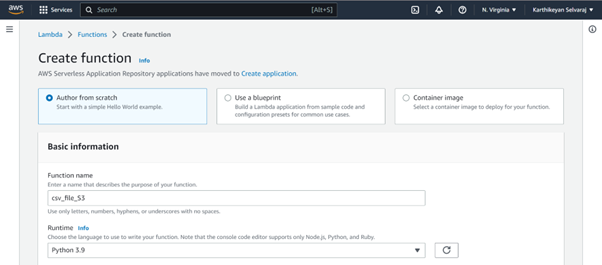 aws Services Search [Alt+S] N. Virginia Karthikeyan Selvaraj
Lambda > Functions > Create function
Create function Info
AWS Serverless Application Repository applications have moved to Create application.
Author from scratch
Start with a simple Hello World example.
Use a blueprint
Build a Lambda application from sample code and
configuration presets for common use cases.
Container image
Select a container image to deploy for your function.
Basic information
Function name
Enter a name that describes the purpose of your function.
csv_file_S3
Use only letters, numbers, hyphens, or underscores with no spaces.
Runtime Info
Choose the language to use to write your function. Note that the console code editor supports only Node.js, Python, and Ruby.
Python 3.9